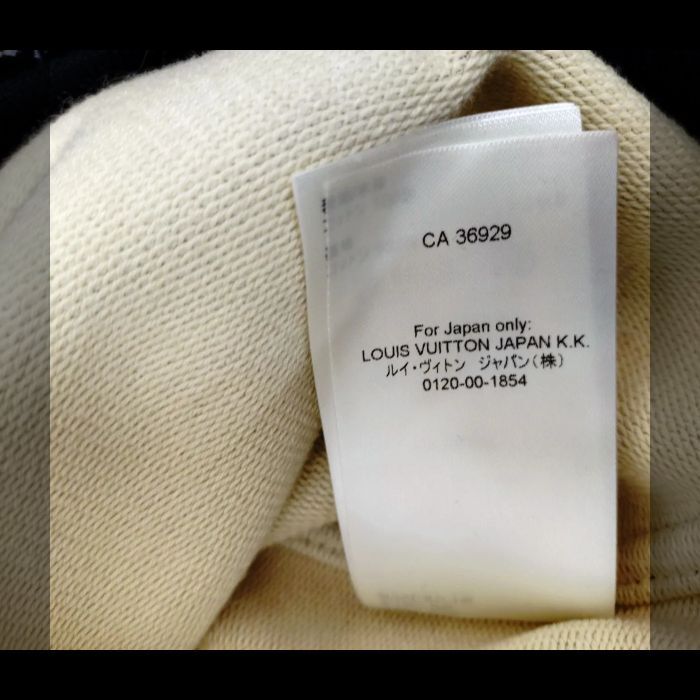 CA 36929
For Japan only:
LOUIS VUITTON JAPAN K.K.
ルイ・ヴィトン ジャパン(株)
0120-00-1854